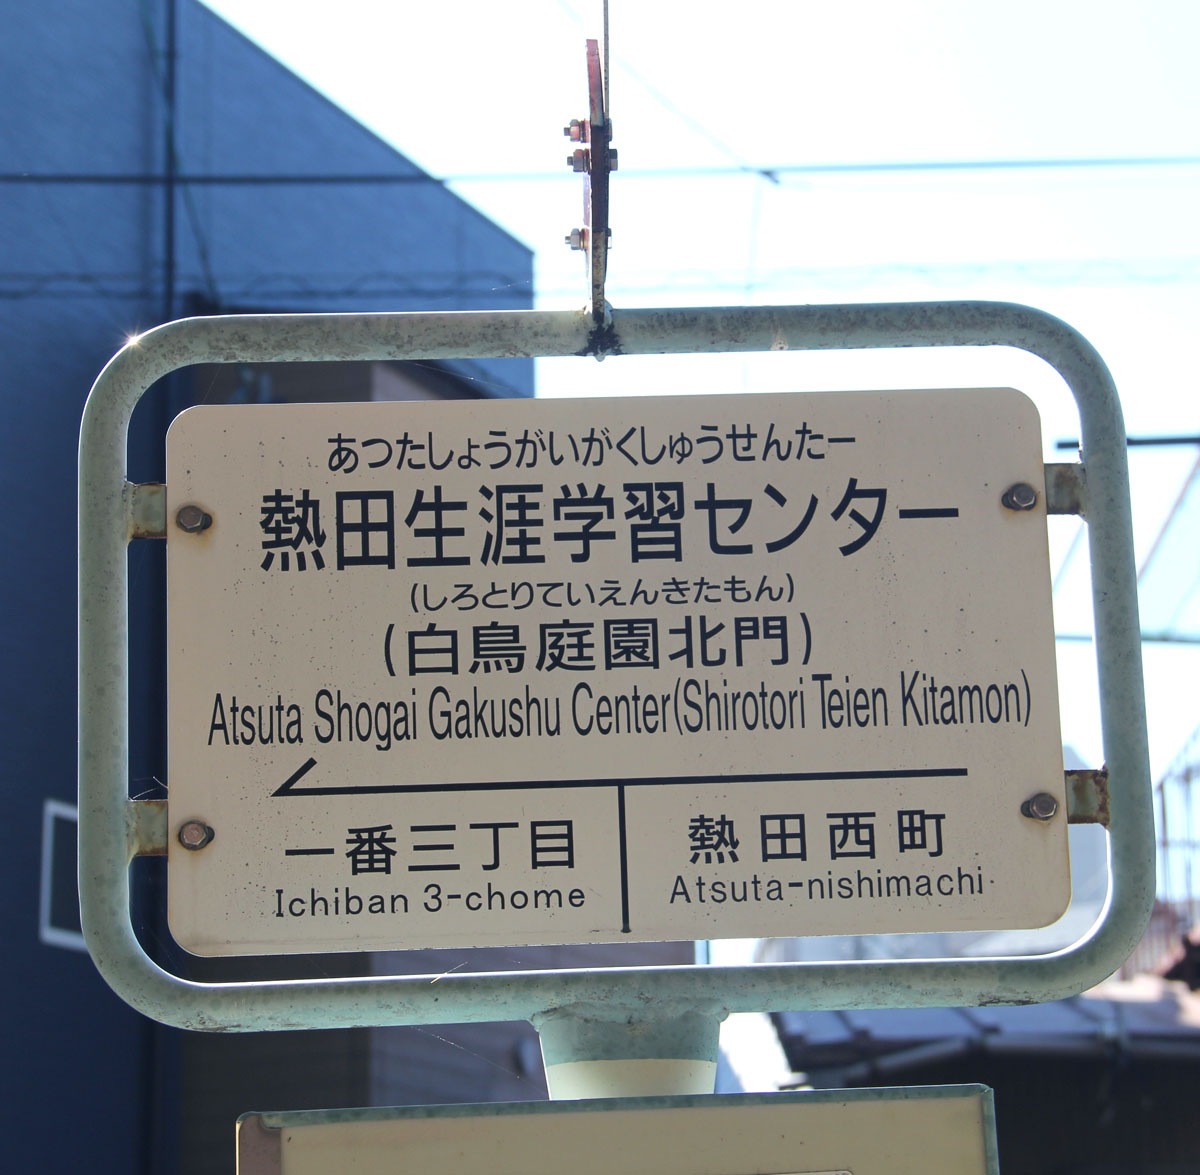 あつたしょうがいがくしゅうせんたー
熱田生涯学習センター
(しろとりていえんきたもん)
(白鳥庭園北門)
Atsuta Shogai Gakushu Center(Shirotori Teien Kitamon)
一番三丁目
Ichiban 3-chome
熱田西町
Atsuta-nishimachi